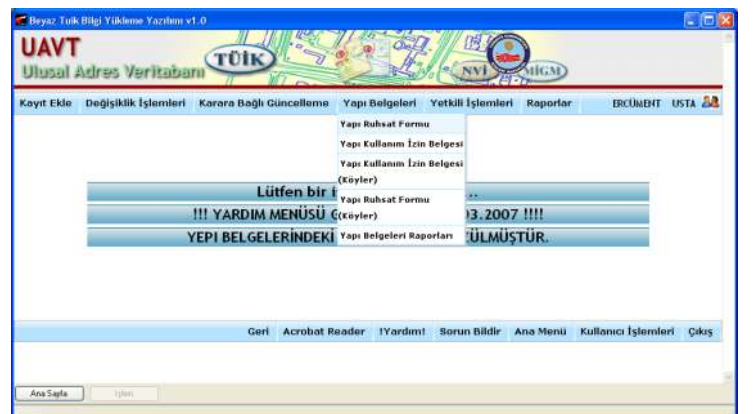 Beyaz Tuik Bilgi Yükleme Yazılımı v1.0
UAVT
Ulusal Adres Veritabanı
TÜİK
NVİ
MİGM
Kayıt Ekle Değişiklik İşlemleri Karara Bağlı Güncelleme Yapı Belgeleri Yetkili İşlemleri Raporlar ERCÜMENT USTA
Yapı Ruhsat Formu
Yapı Kullanım İzin Belgesi
Yapı Kullanım İzin Belgesi
(Köyler)
Yapı Ruhsat Formu
(Köyler)
Yapı Belgeleri Raporları
Lütfen bir ..
!!! YARDIM MENÜSÜ 03.2007 !!!!
YEPI BELGELERİNDEKİ ÜLMÜŞTÜR.
Geri Acrobat Reader !Yardım! Sorun Bildir Ana Menü Kullanıcı İşlemleri Çıkış
Ana Sayfa İşlem